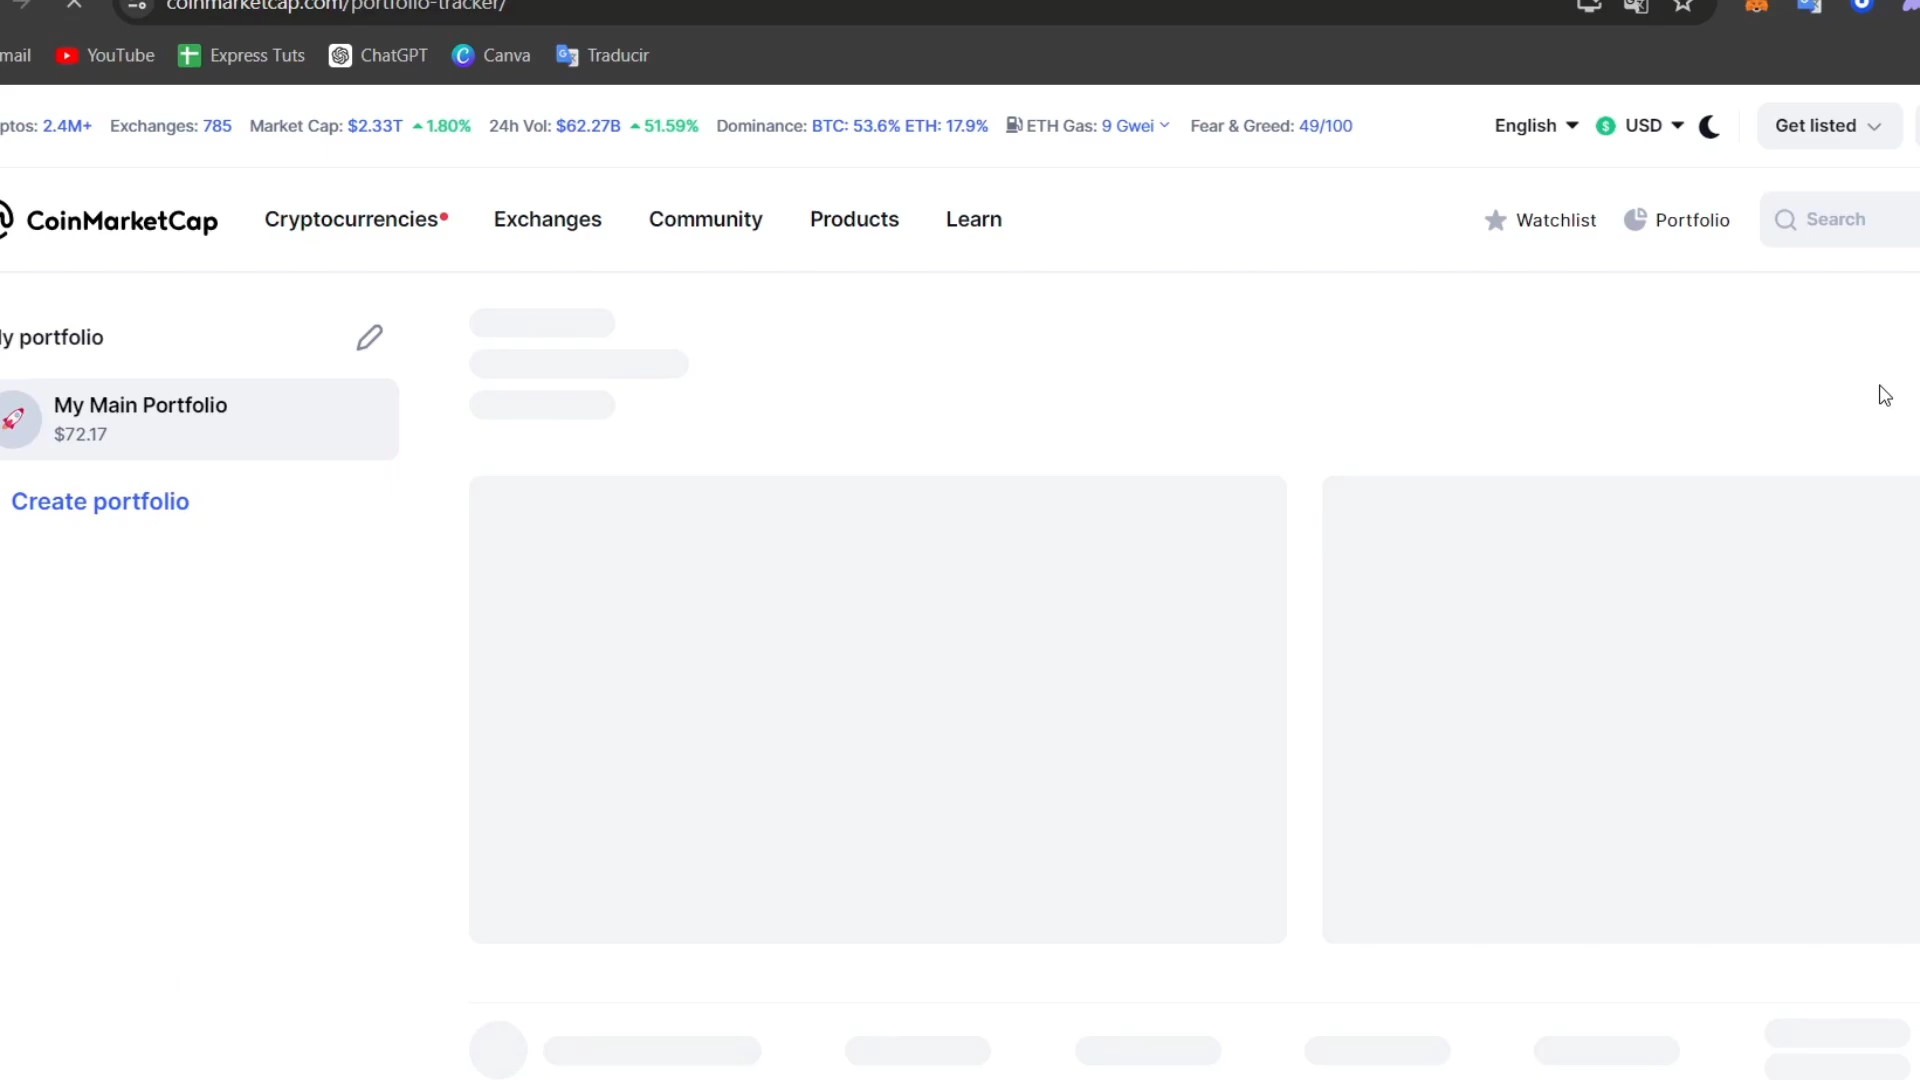 coinmarketcap.com/portfolio-tracker/
mail YouTube Express Tuts ChatGPT Canva Traducir
ptos: 2.4M+ Exchanges: 785 Market Cap: $2.33T 1.80% 24h Vol: $62.27B 51.59% Dominance: BTC: 53.6% ETH: 17.9% ETH Gas: 9 Gwei Fear & Greed: 49/100 English USD Get listed
CoinMarketCap Cryptocurrencies Exchanges Community Products Learn Watchlist Portfolio Search
y portfolio
My Main Portfolio
$72.17
Create portfolio